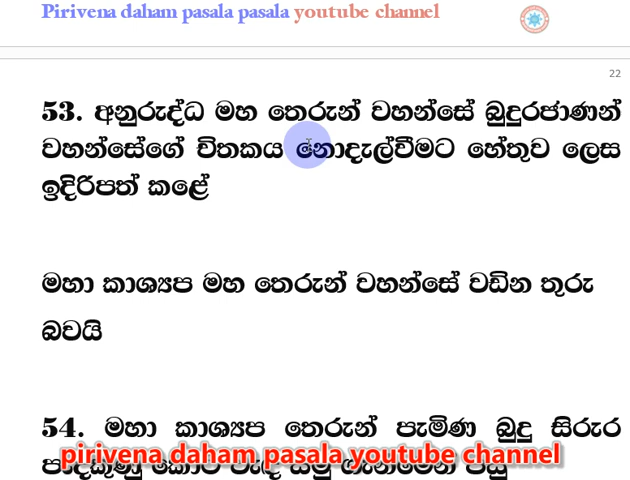 Pirivena daham pasala pasala youtube channel
22
53. අනුරුද්ධ මහ තෙරුන් වහන්සේ බුදුරජාණන්
වහන්සේගේ චිතකය නොදැල්වීමට හේතුව ලෙස
ඉදිරිපත් කළේ
මහා කාශ්‍යප මහ තෙරුන් වහන්සේ වඩින තුරු
බවයි
54. මහා කාශ්‍යප තෙරුන් පැමිණ බුදු සිරුර
pirivena daham pasala youtube channel